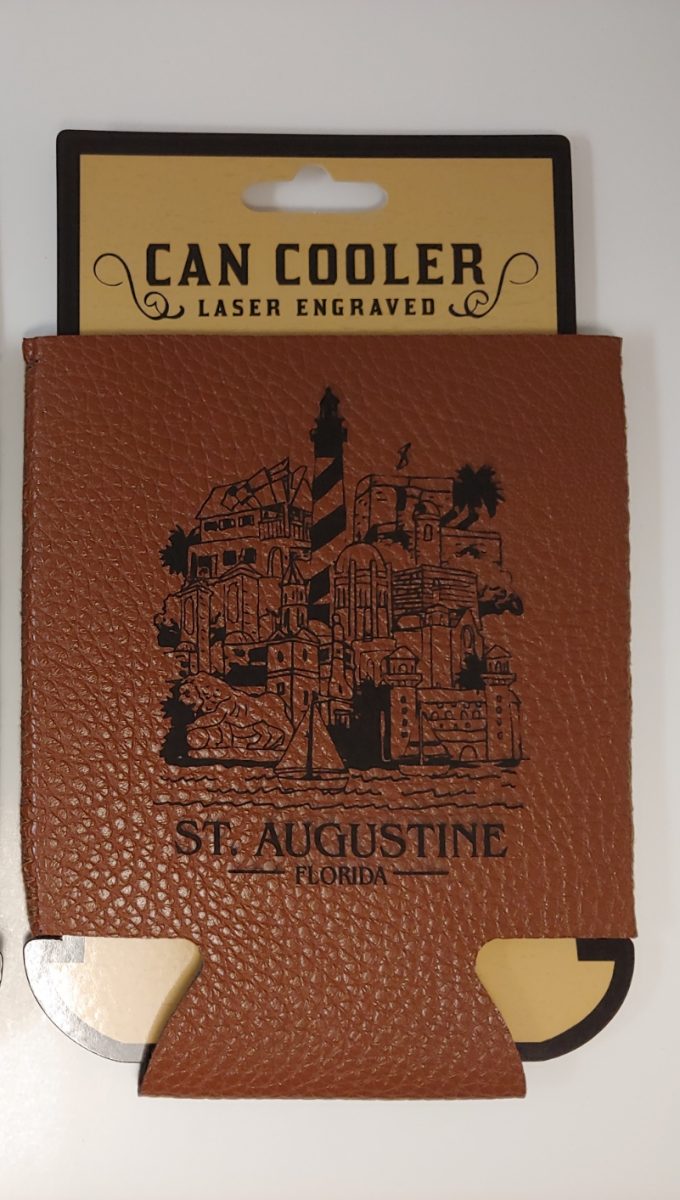 CAN COOLER
LASER ENGRAVED
ST. AUGUSTINE
FLORIDA